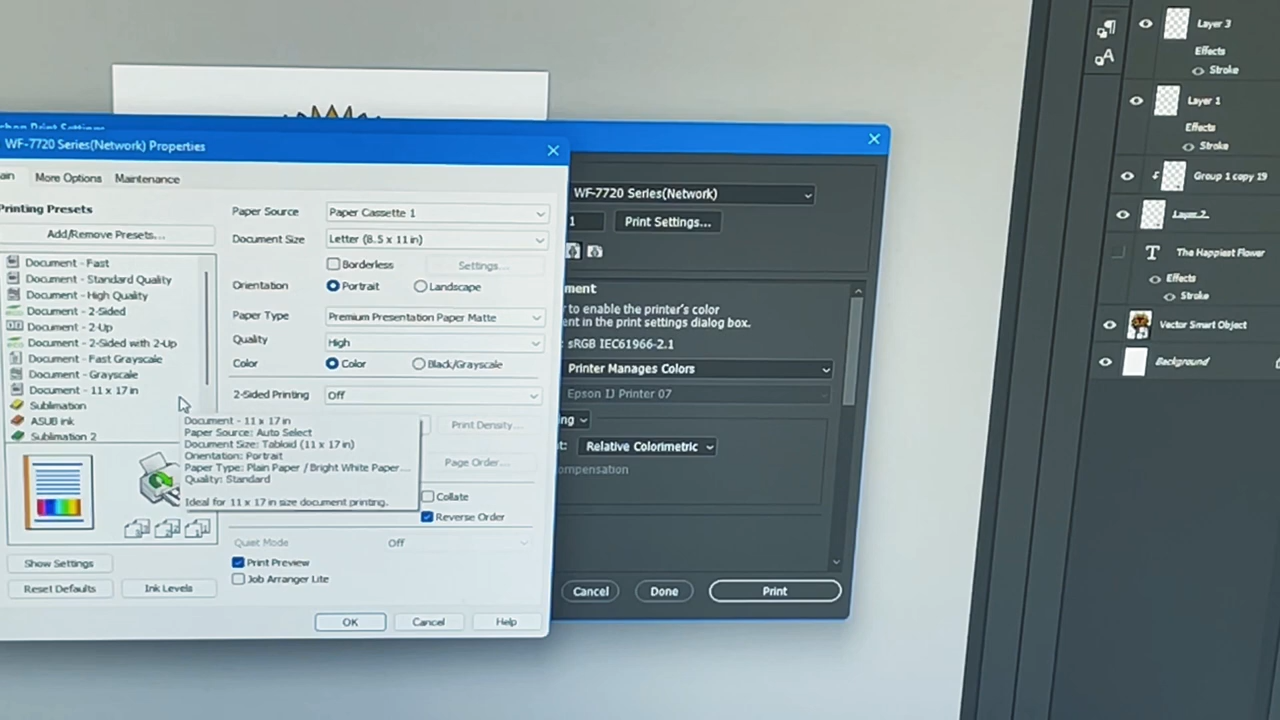 WF-7720 Series(Network) Properties
More Options
Maintenance
Printing Presets
Add/Remove Presets...
Document - Fast
Document - Standard Quality
Document - High Quality
Document - 2-Sided
Document - 2-Up
Document - 2-Sided with 2-Up
Document - Fast Grayscale
Document - Grayscale
Document - 11 x 17 in
Sublimation
ASUB ink
Sublimation 2
Show Settings
Reset Defaults
Ink Levels
Paper Source
Paper Cassette 1
Document Size
Letter (8.5 x 11 in)
Borderless
Settings...
Orientation
Portrait
Landscape
Paper Type
Premium Presentation Paper Matte
Quality
High
Color
Color
Black/Grayscale
2-Sided Printing
Off
Print Density...
Page Order...
Collate
Reverse Order
Quiet Mode
Off
Print Preview
Job Arranger Lite
OK
Cancel
Help
Document - 11 x 17 in
Paper Source: Auto Select
Document Size: Tabloid (11 x 17 in)
Orientation: Portrait
Paper Type: Plain Paper / Bright White Paper...
Quality: Standard
Ideal for 11 x 17 in size document printing.
Print Settings
WF-7720 Series(Network)
1
Print Settings...
to enable the printer's color
in the print settings dialog box.
sRGB IEC61966-2.1
Printer Manages Colors
Epson IJ Printer 07
Relative Colorimetric
Cancel
Done
Print
Layer 3
Effects
Stroke
Layer 1
Effects
Stroke
Group 1 copy 19
Layer 2
The Happiest Flower
Effects
Stroke
Vector Smart Object
Background